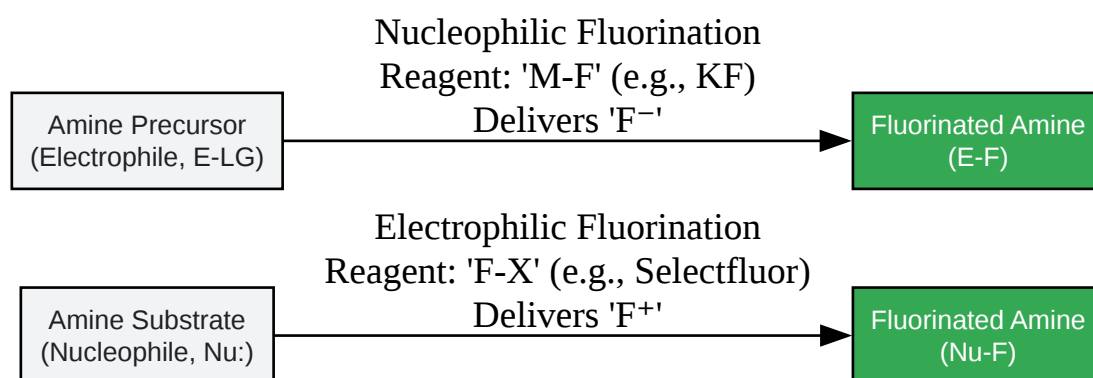 Nucleophilic Fluorination
Reagent: 'M-F' (e.g., KF)
Delivers 'F⁻'
Amine Precursor
(Electrophile, E-LG)
Fluorinated Amine
(E-F)
Electrophilic Fluorination
Reagent: 'F-X' (e.g., Selectfluor)
Delivers 'F⁺'
Amine Substrate
(Nucleophile, Nu:)
Fluorinated Amine
(Nu-F)